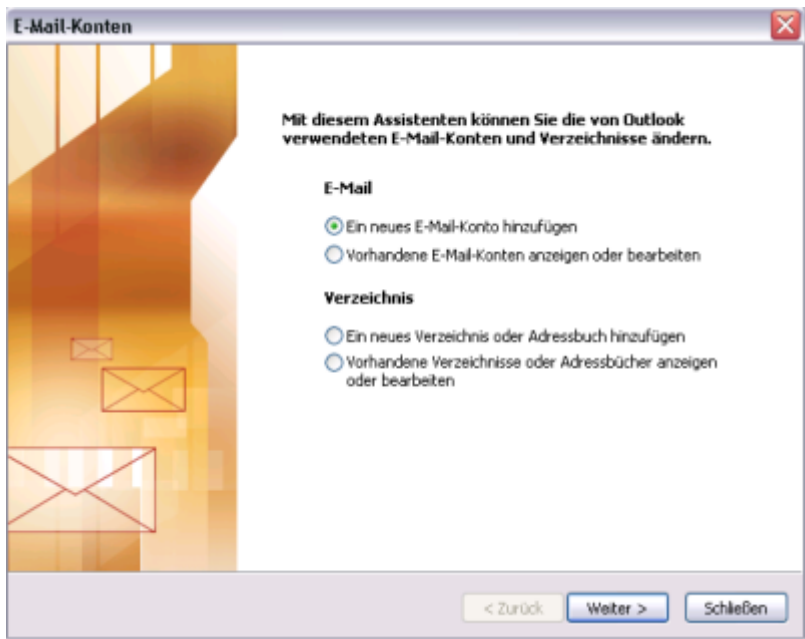 E-Mail-Konten
Mit diesem Assistenten können Sie die von Outlook
verwendeten E-Mail-Konten und Verzeichnisse ändern.
E-Mail
Ein neues E-Mail-Konto hinzufügen
Vorhandene E-Mail-Konten anzeigen oder bearbeiten
Verzeichnis
Ein neues Verzeichnis oder Adressbuch hinzufügen
Vorhandene Verzeichnisse oder Adressbücher anzeigen
oder bearbeiten
< Zurück Weiter > Schließen